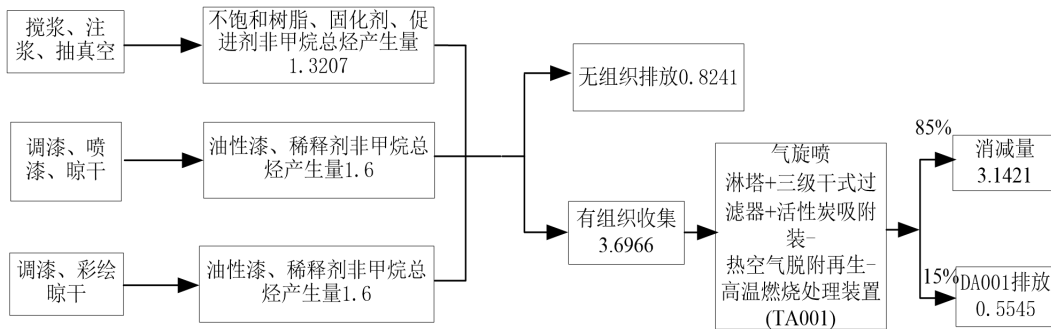 搅浆、注
浆、抽真空
不饱和树脂、固化剂、促
进剂非甲烷总烃产生量
1.3207
调漆、喷
漆、晾干
油性漆、稀释剂非甲烷总
烃产生量1.6
调漆、彩绘
晾干
油性漆、稀释剂非甲烷总
烃产生量1.6
无组织排放0.8241
有组织收集
3.6966
气旋喷
淋塔+三级干式过
滤器+活性炭吸附
装-
热空气脱附再生-
高温燃烧处理装置
(TA001)
85%
消减量
3.1421
15%
DA001排放
0.5545